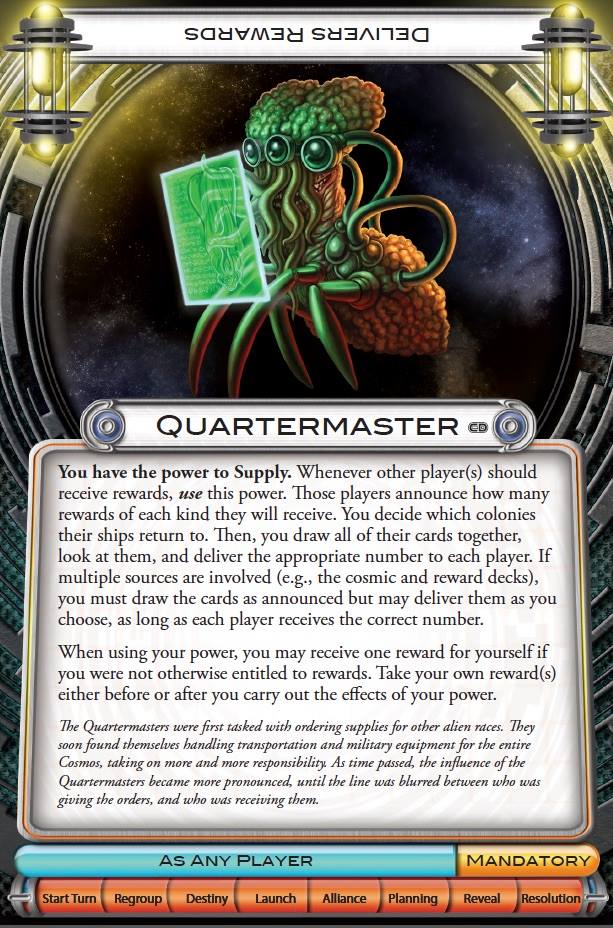 Delivers Rewards
Quartermaster CD
You have the power to Supply. Whenever other player(s) should
receive rewards, use this power. Those players announce how many
rewards of each kind they will receive. You decide which colonies
their ships return to. Then, you draw all of their cards together,
look at them, and deliver the appropriate number to each player. If
multiple sources are involved (e.g., the cosmic and reward decks),
you must draw the cards as announced but may deliver them as you
choose, as long as each player receives the correct number.
When using your power, you may receive one reward for yourself if
you were not otherwise entitled to rewards. Take your own reward(s)
either before or after you carry out the effects of your power.
The Quartermasters were first tasked with ordering supplies for other alien races. They
soon found themselves handling transportation and military equipment for the entire
Cosmos, taking on more and more responsibility. As time passed, the influence of the
Quartermasters became more pronounced, until the line was blurred between who was
giving the orders, and who was receiving them.
As Any Player Mandatory
Start Turn Regroup Destiny Launch Alliance Planning Reveal Resolution